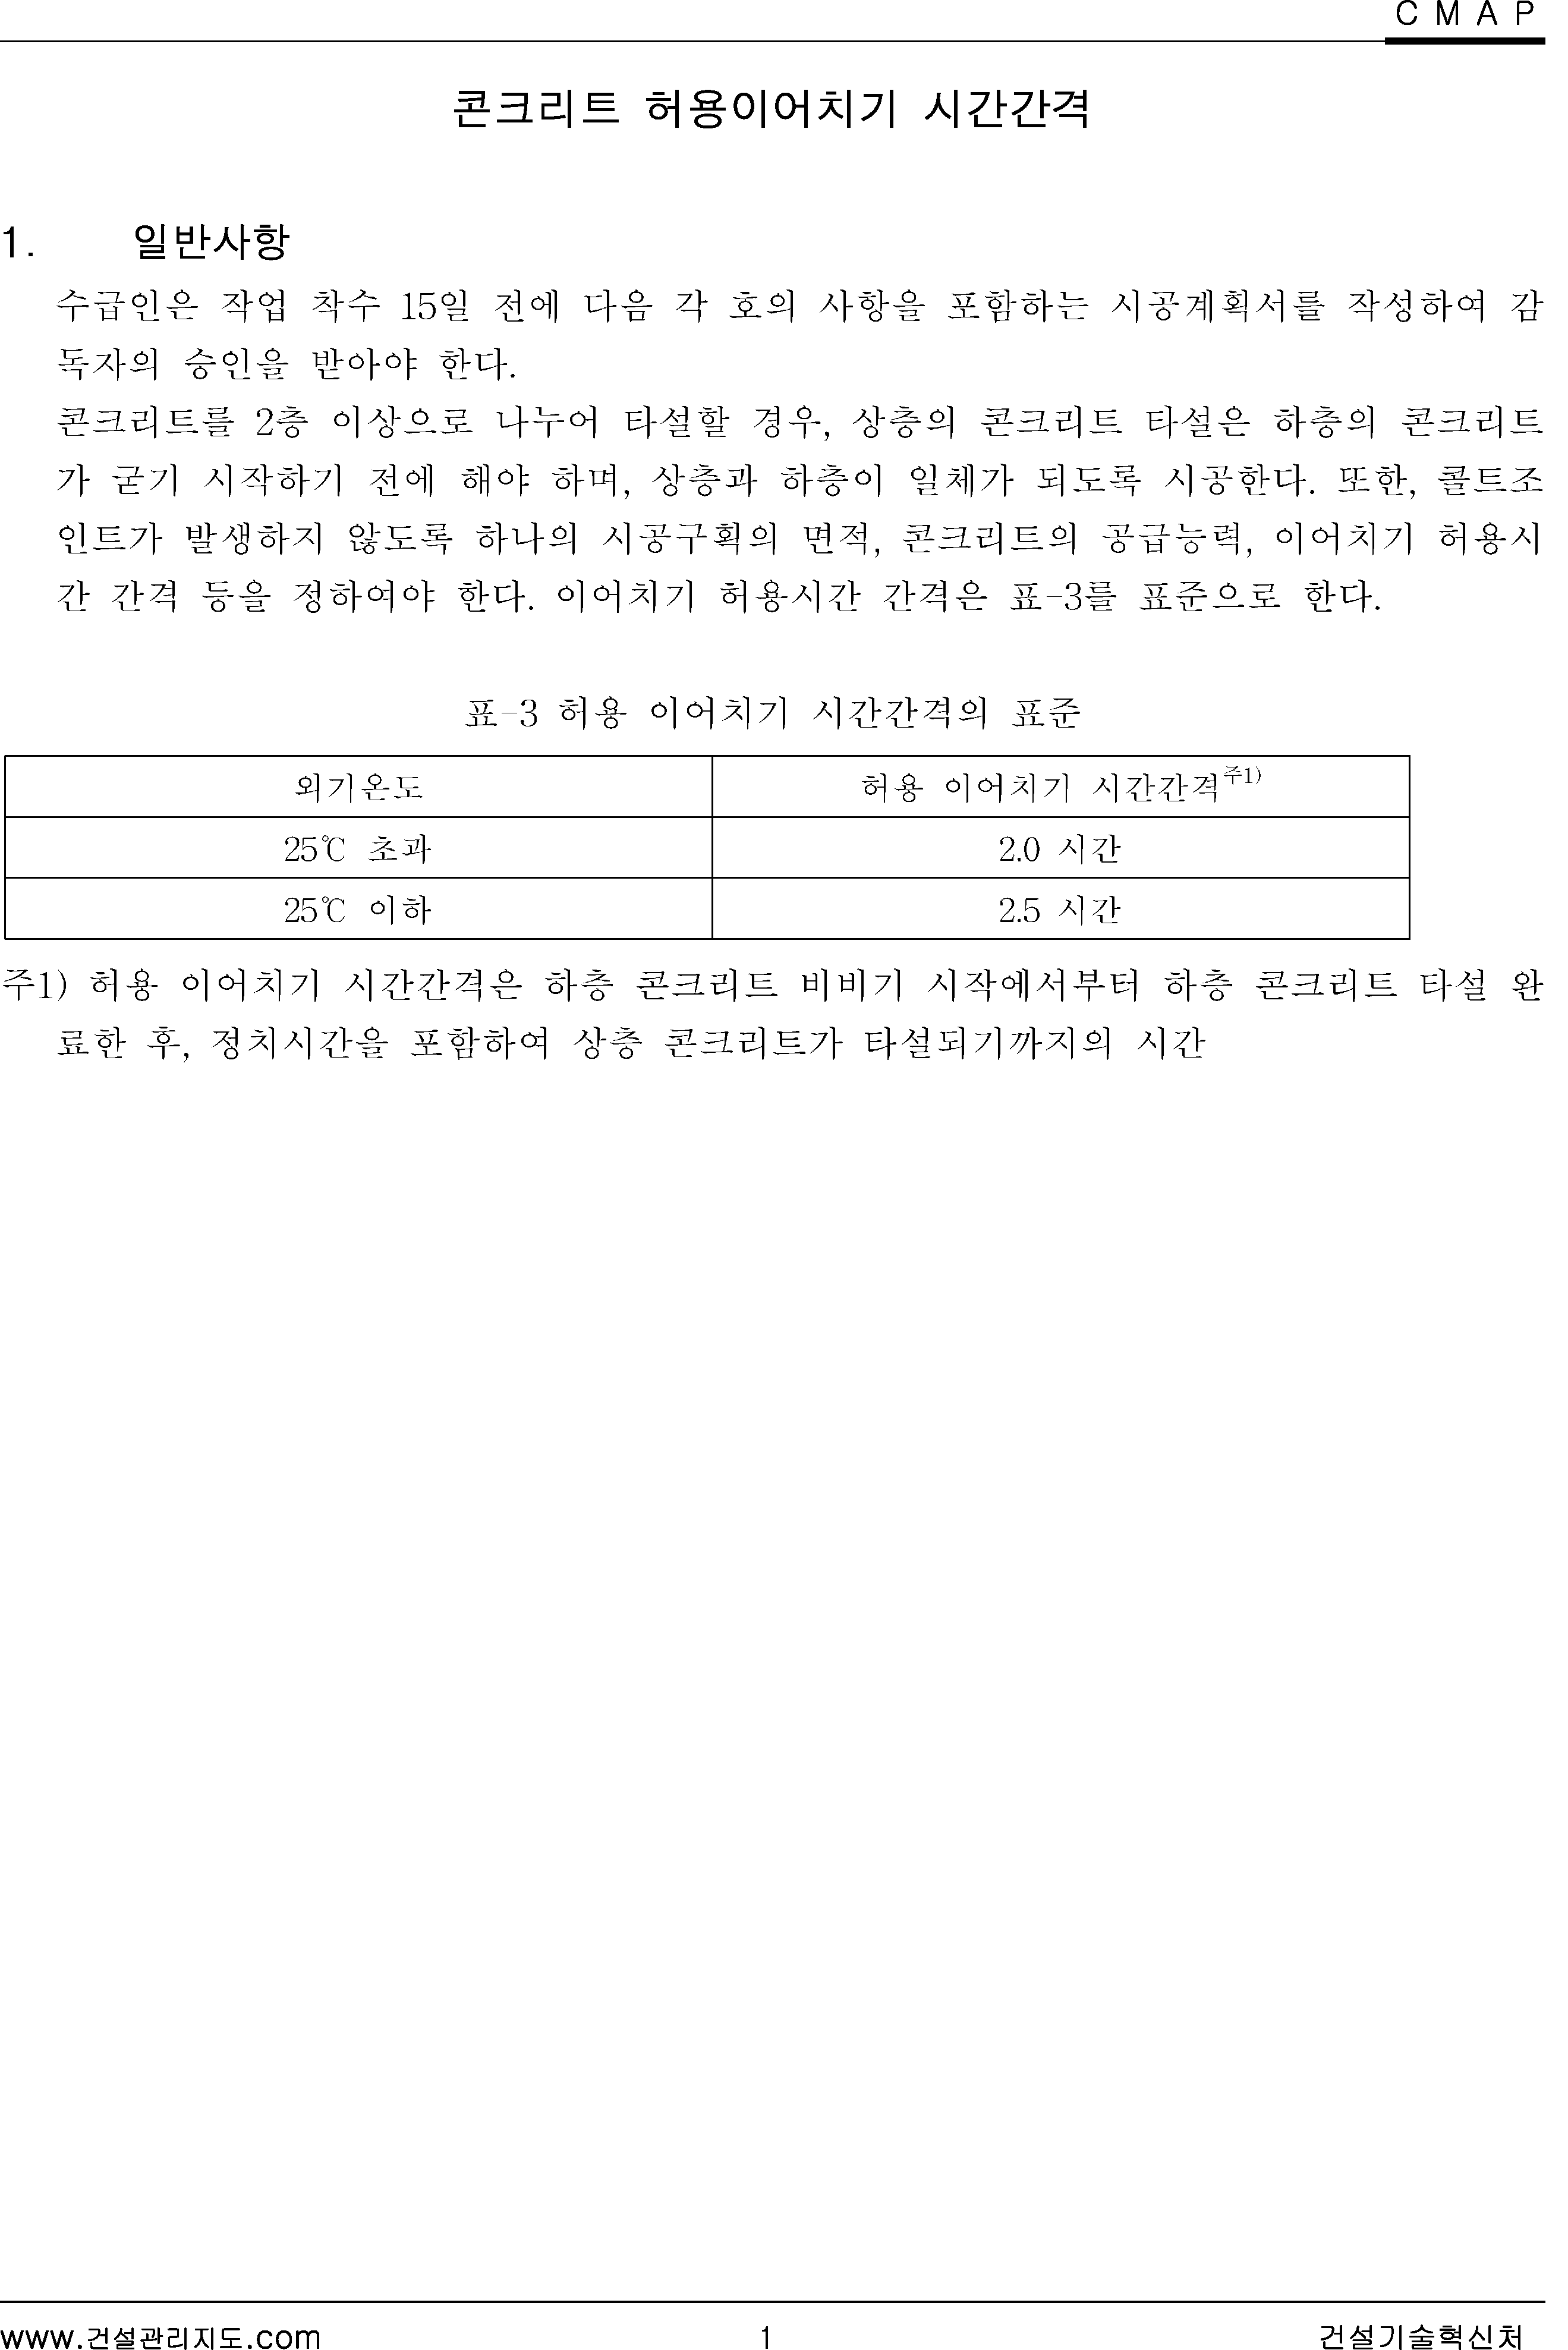 C M A P
콘크리트 허용이어치기 시간간격
1. 일반사항
수급인은 작업 착수 15일 전에 다음 각 호의 사항을 포함하는 시공계획서를 작성하여 감
독자의 승인을 받아야 한다.
콘크리트를 2층 이상으로 나누어 타설할 경우, 상층의 콘크리트 타설은 하층의 콘크리트
가 굳기 시작하기 전에 해야 하며, 상층과 하층이 일체가 되도록 시공한다. 또한, 콜드조
인트가 발생하지 않도록 하나의 시공구획의 면적, 콘크리트의 공급능력, 이어치기 허용시
간 간격 등을 정하여야 한다. 이어치기 허용시간 간격은 표-3를 표준으로 한다.
표-3 허용 이어치기 시간간격의 표준
외기온도 허용 이어치기 시간간격주1)
25℃ 초과 2.0 시간
25℃ 이하 2.5 시간
주1) 허용 이어치기 시간간격은 하층 콘크리트 비비기 시작에서부터 하층 콘크리트 타설 완
료한 후, 정치시간을 포함하여 상층 콘크리트가 타설되기까지의 시간
www.건설관리지도.com 1 건설기술혁신처